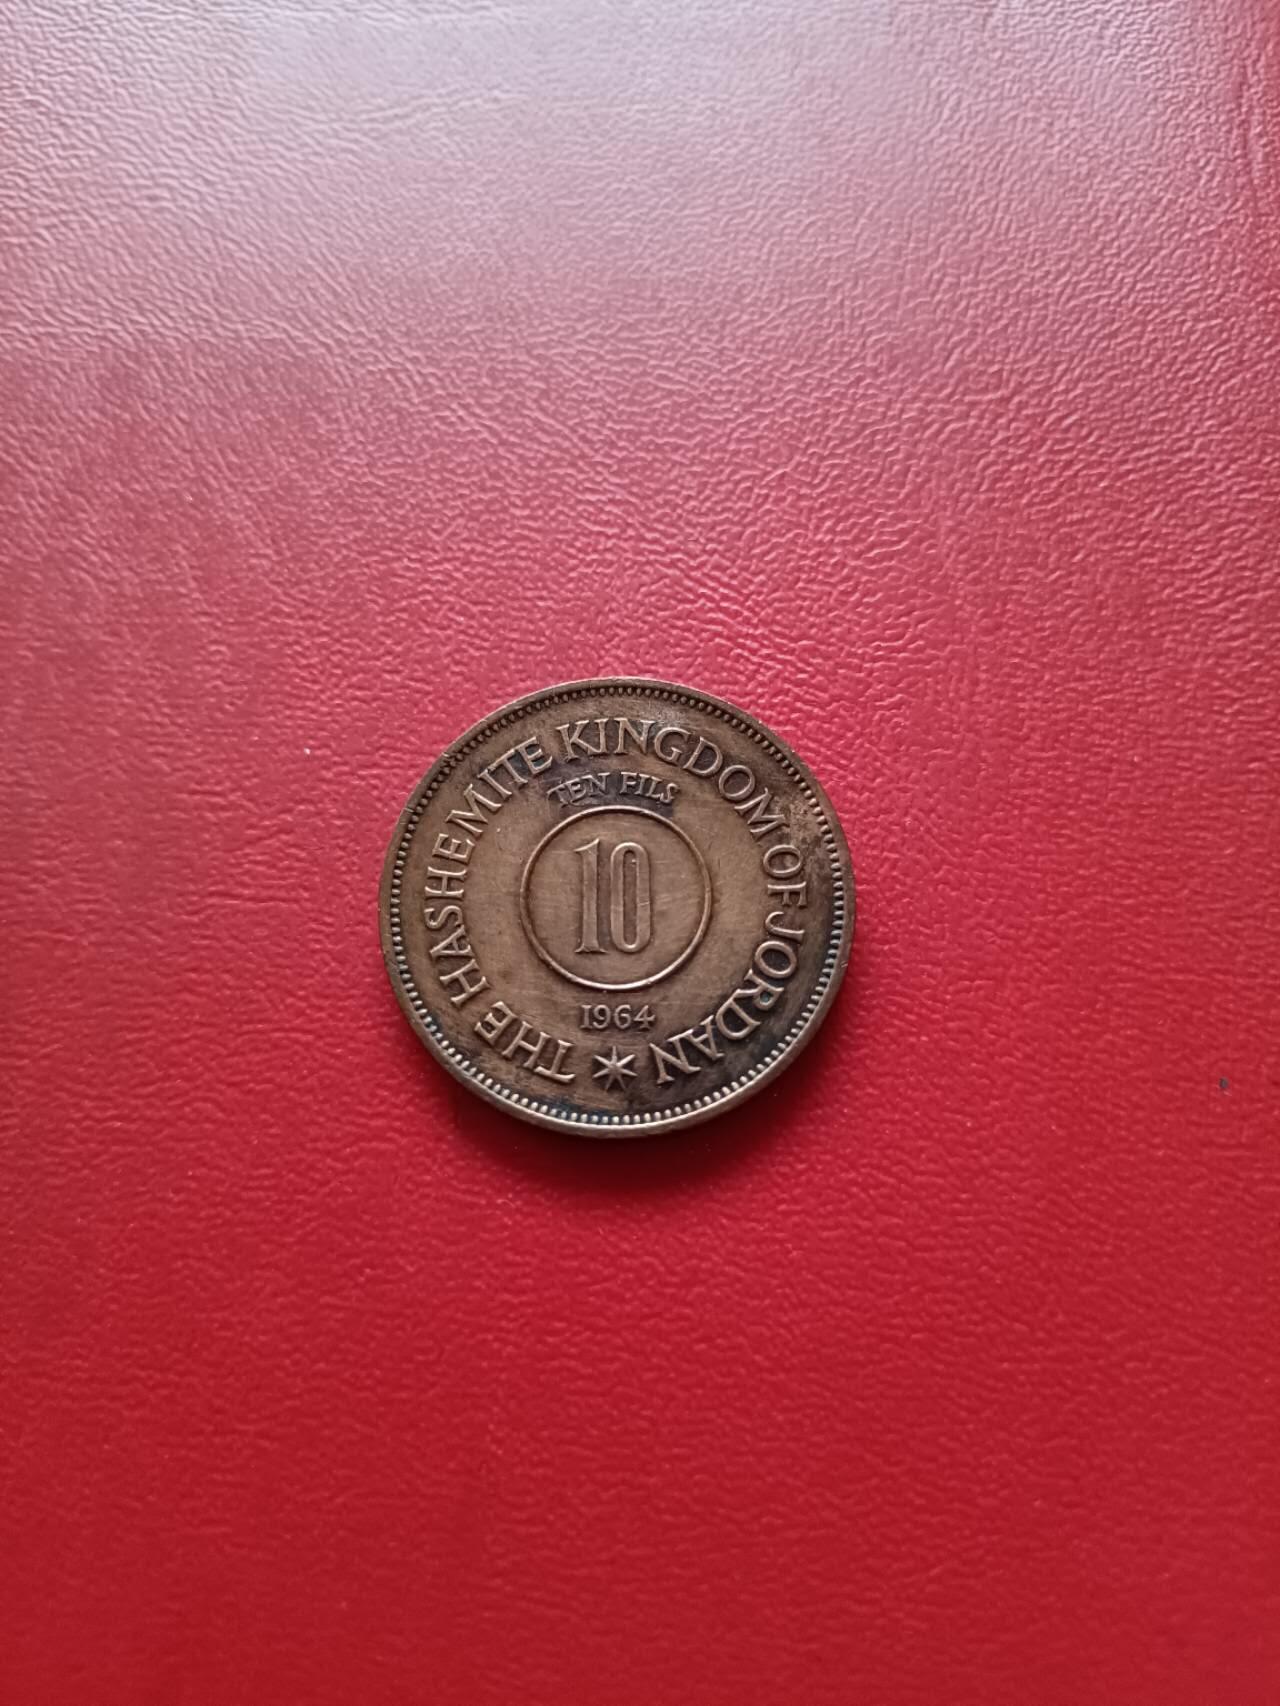 THE HASHEMITE KINGDOM OF JORDAN
TEN FILS
10
1964